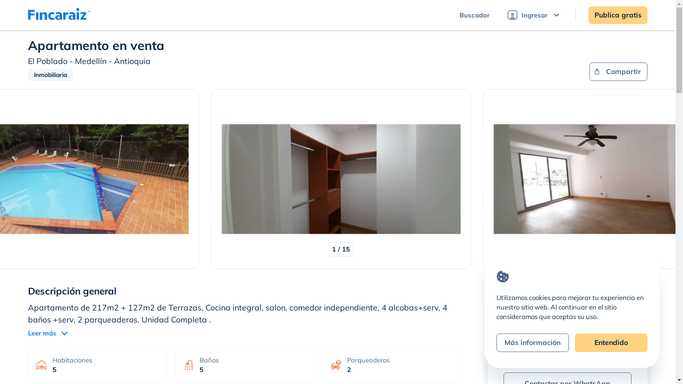 Fincaraiz
Buscador
Ingresar
Publica gratis
Apartamento en venta
El Poblado - Medellín - Antioquia
Inmobiliaria
Compartir
1 / 15
Descripción general
Apartamento de 217m2 + 127m2 de Terrazas, Cocina integral, salon, comedor independiente, 4 alcobas+serv, 4
baños +serv, 2 parqueaderos. Unidad Completa .
Leer más
Habitaciones
5
Baños
5
Parqueaderos
2
Utilizamos cookies para mejorar tu experiencia en
nuestro sitio web. Al continuar en el sitio
consideramos que aceptas su uso.
Más información
Entendido
Contactar por WhatsApp